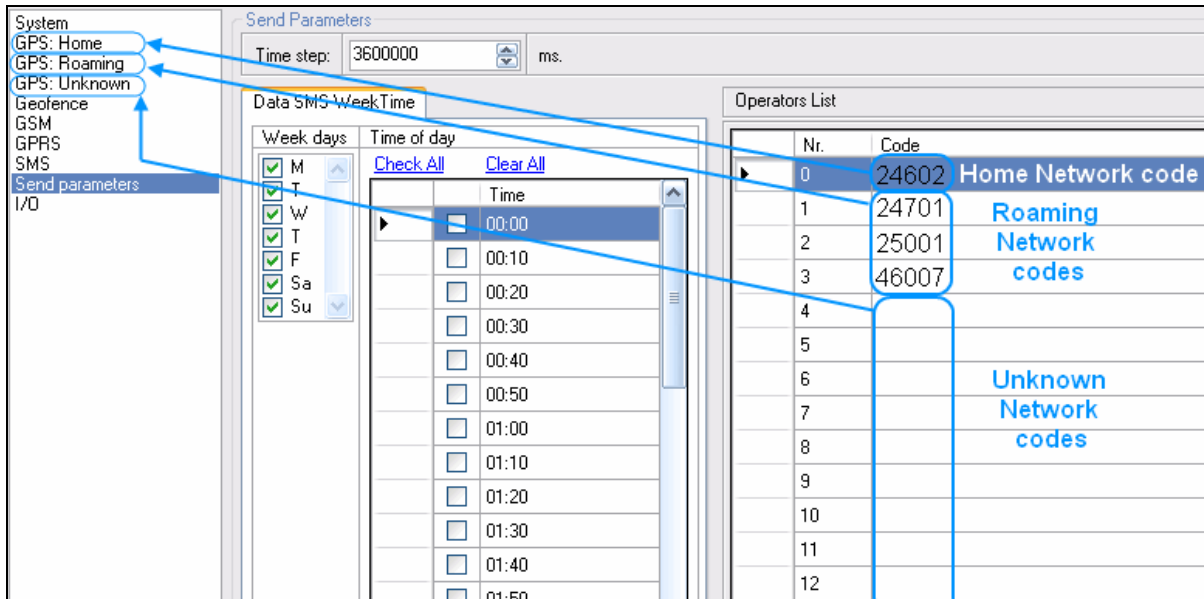 System
GPS: Home
GPS: Roaming
GPS: Unknown
Geofence
GSM
GPRS
SMS
Send parameters
I/O
Send Parameters
Time step: 3600000 ms.
Data SMS WeekTime
Week days
M
T
W
T
F
Sa
Su
Time of day
Check All Clear All
Time
00:00
00:10
00:20
00:30
00:40
00:50
01:00
01:10
01:20
01:30
01:40
01:50
Operators List
Nr. Code
0 24602 Home Network code
1 24701
2 25001
3 46007
Roaming
Network
codes
4
5
6
7
8
9
10
11
12
Unknown
Network
codes